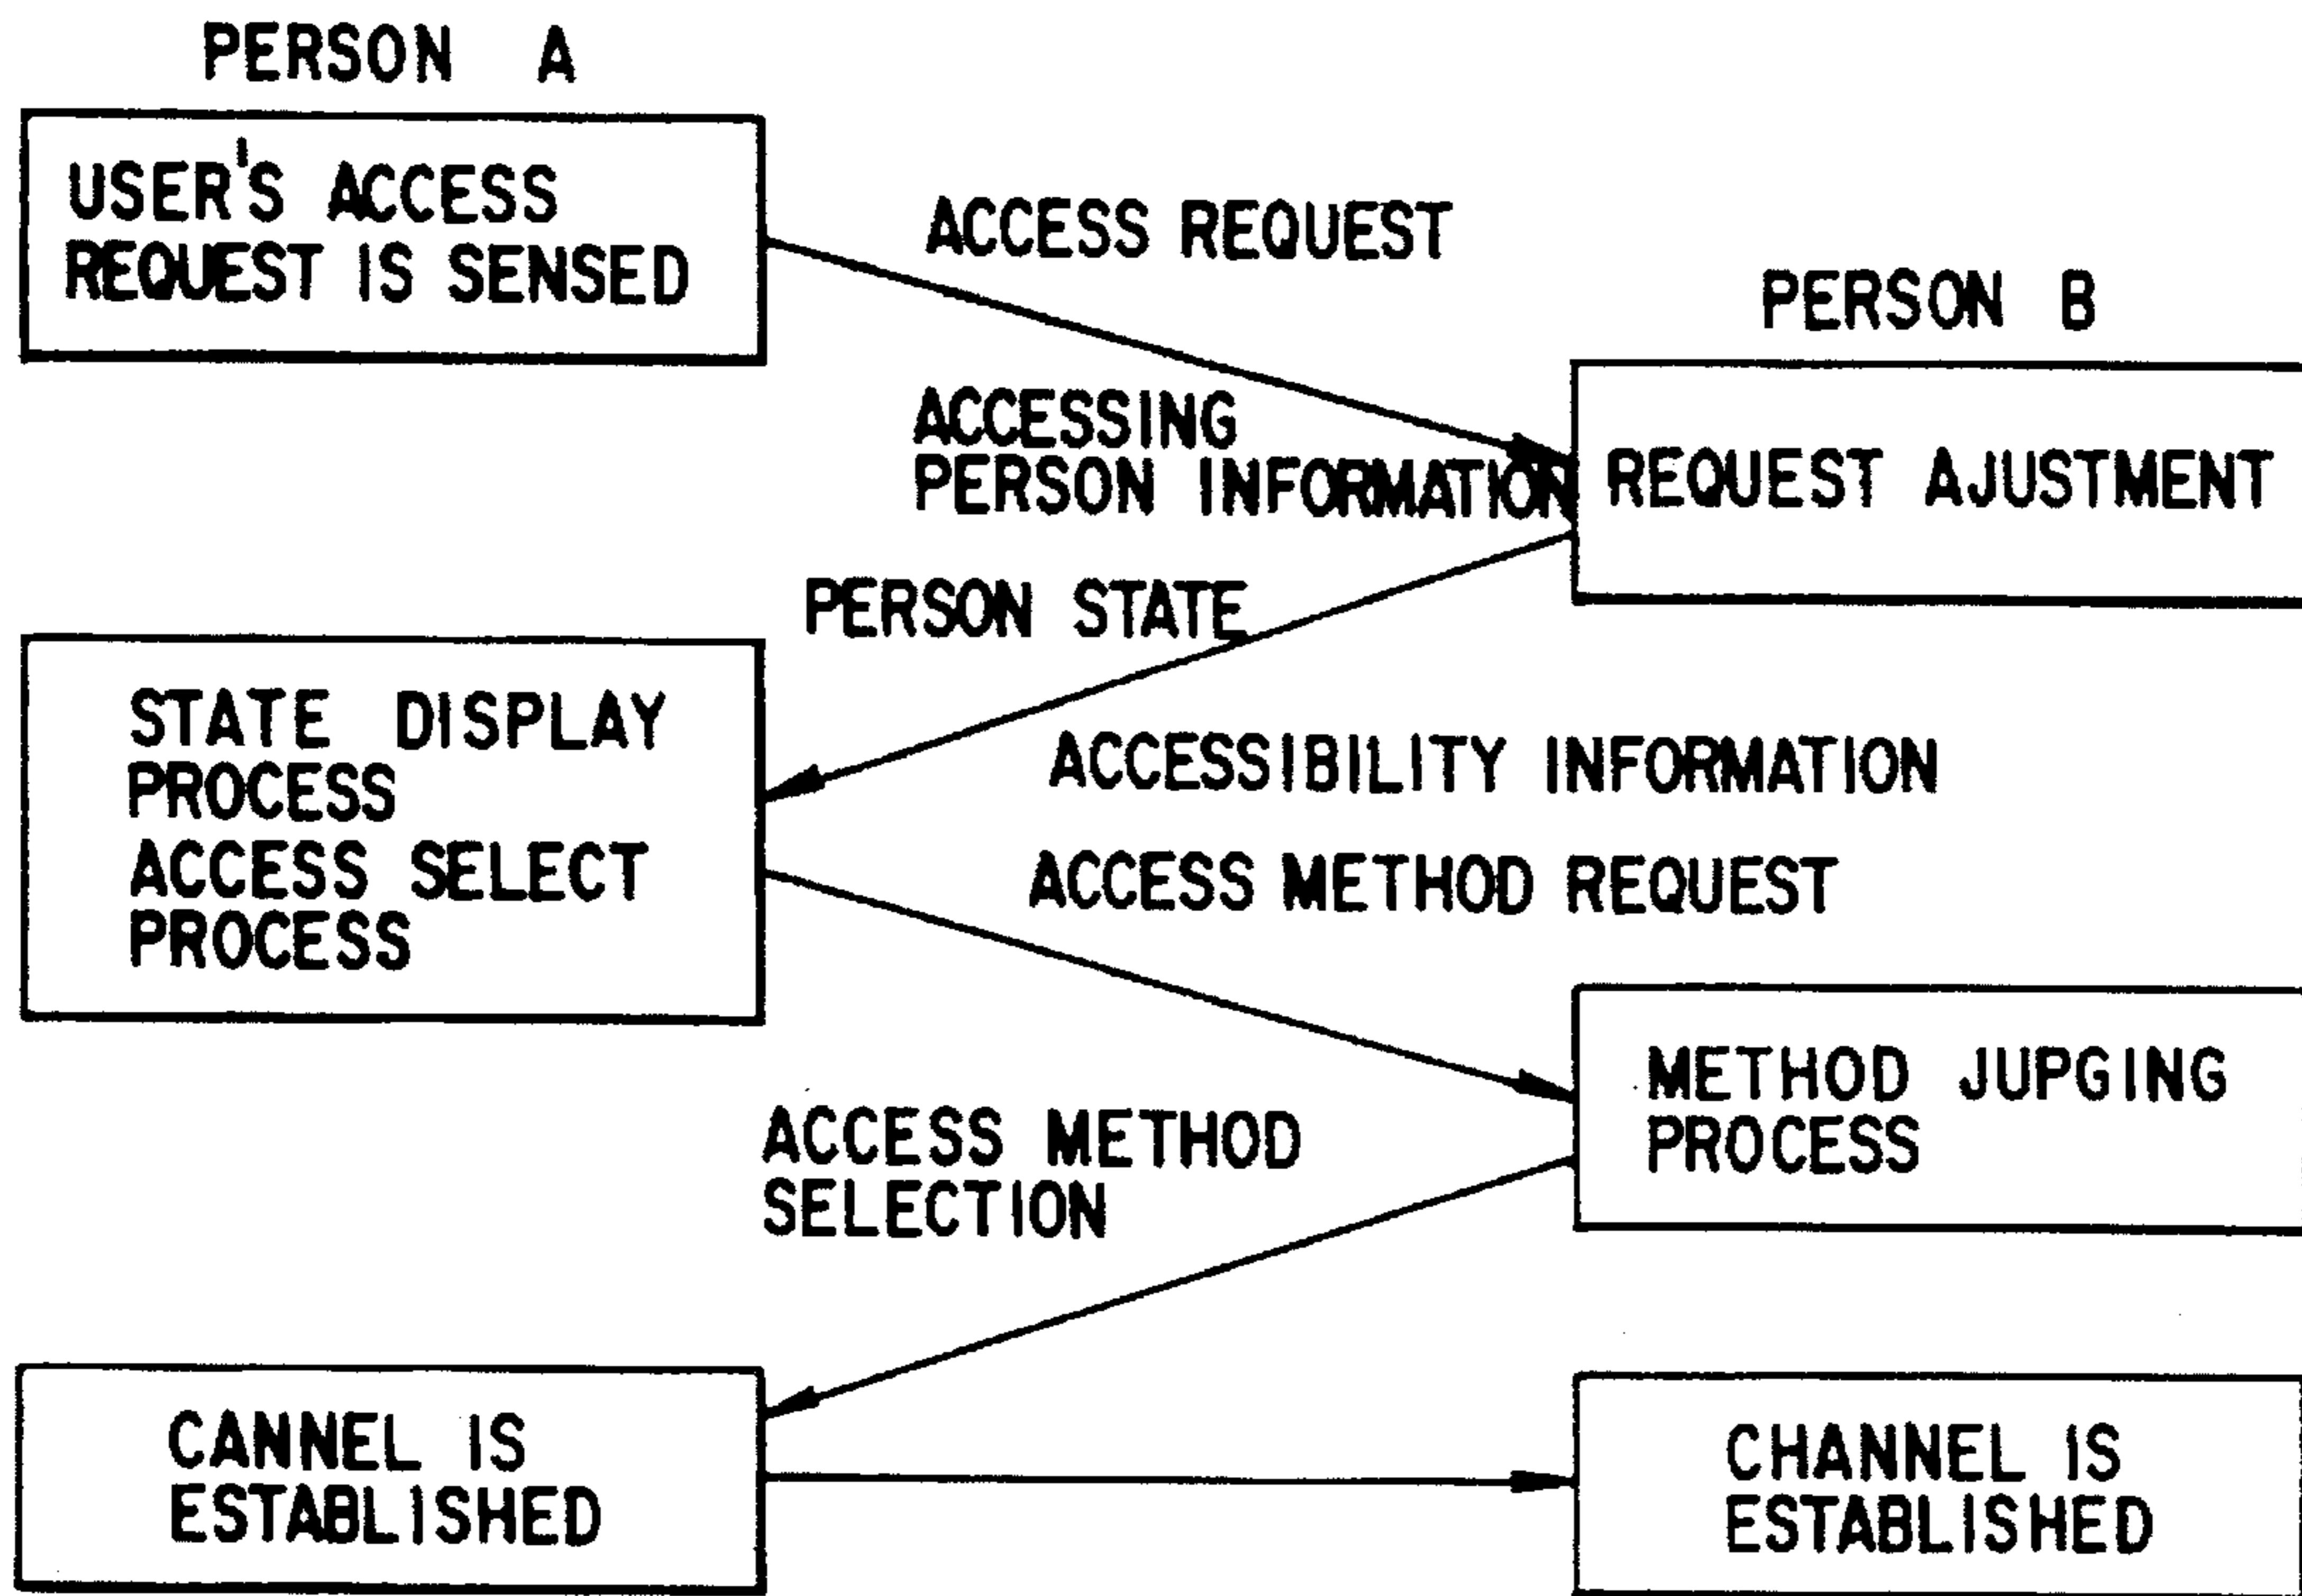 PERSON A
USER'S ACCESS
REQUEST IS SENSED
ACCESS REQUEST
PERSON B
ACCESSING
PERSON INFORMATION
REQUEST AJUSTMENT
PERSON STATE
STATE DISPLAY
PROCESS
ACCESS SELECT
PROCESS
ACCESSIBILITY INFORMATION
ACCESS METHOD REQUEST
METHOD JUPGING
PROCESS
ACCESS METHOD
SELECTION
CANNEL IS
ESTABLISHED
CHANNEL IS
ESTABLISHED